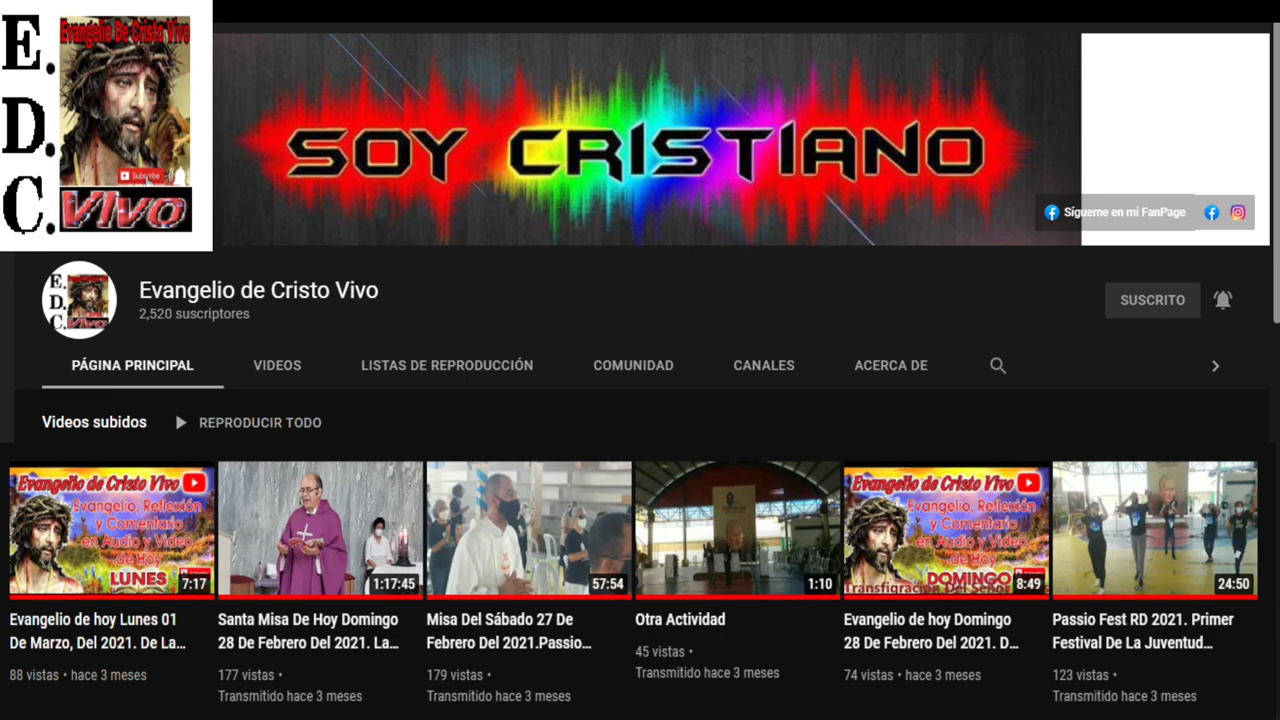 E.
D.
C.
Evangelio De Cristo Vivo
Subscribe
Vivo
SOY CRISTIANO
Sígueme en mi FanPage
E.
D.
C.
Vivo
Evangelio de Cristo Vivo
2,520 suscriptores
SUSCRITO
PÁGINA PRINCIPAL
VIDEOS
LISTAS DE REPRODUCCIÓN
COMUNIDAD
CANALES
ACERCA DE
Videos subidos
REPRODUCIR TODO
Evangelio de Cristo Vivo
Evangelio, Reflexión
y Comentario
en Audio y Video
de Hoy
LUNES
7:17
1:17:45
57:54
1:10
Evangelio de Cristo Vivo
Evangelio, Reflexión
y Comentario
en Audio y Video
de Hoy
DOMINGO
Transfigracion Del Señor
8:49
24:50
Evangelio de hoy Lunes 01
De Marzo, Del 2021. De La...
88 vistas • hace 3 meses
Santa Misa De Hoy Domingo
28 De Febrero Del 2021. La...
177 vistas •
Transmitido hace 3 meses
Misa Del Sábado 27 De
Febrero Del 2021.Passio...
179 vistas •
Transmitido hace 3 meses
Otra Actividad
45 vistas •
Transmitido hace 3 meses
Evangelio de hoy Domingo
28 De Febrero Del 2021. D...
74 vistas • hace 3 meses
Passio Fest RD 2021. Primer
Festival De La Juventud...
123 vistas •
Transmitido hace 3 meses